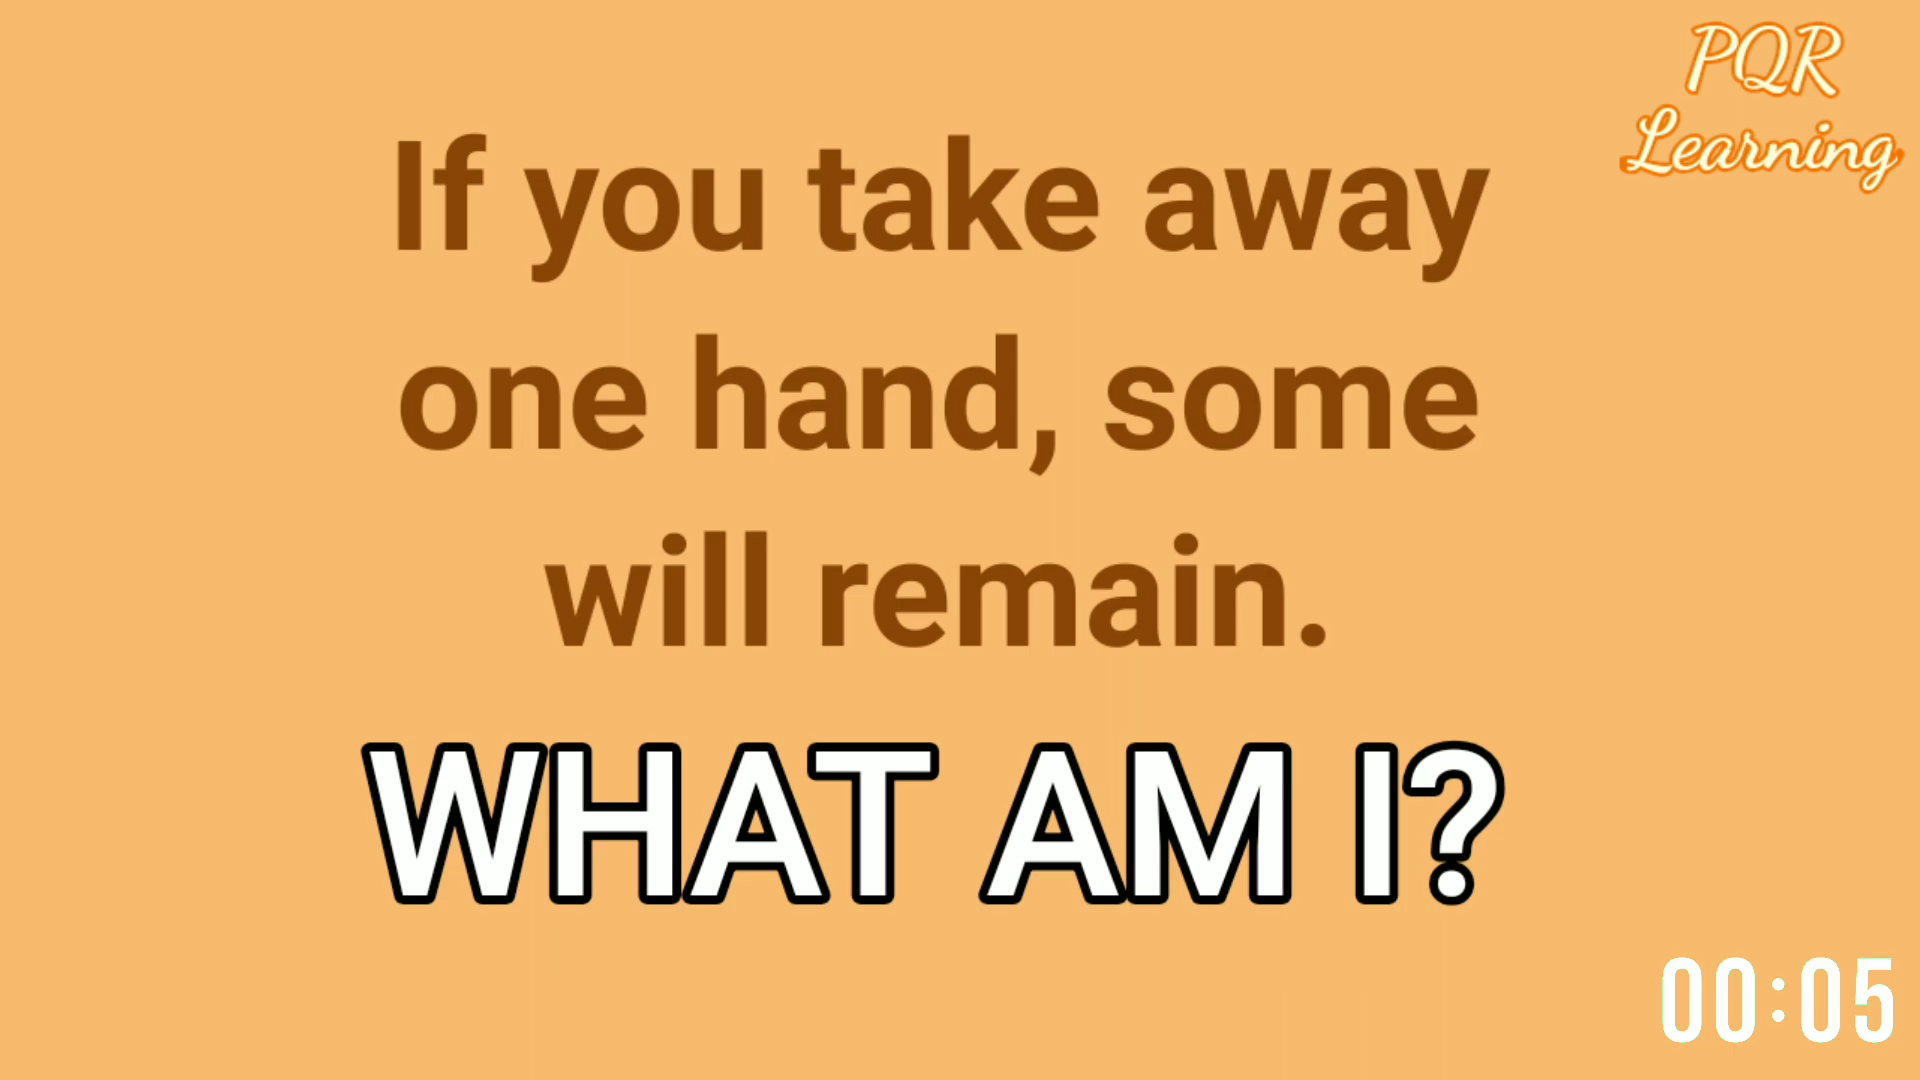 PQR
Learning
If you take away
one hand, some
will remain.
WHAT AM I?
00:05